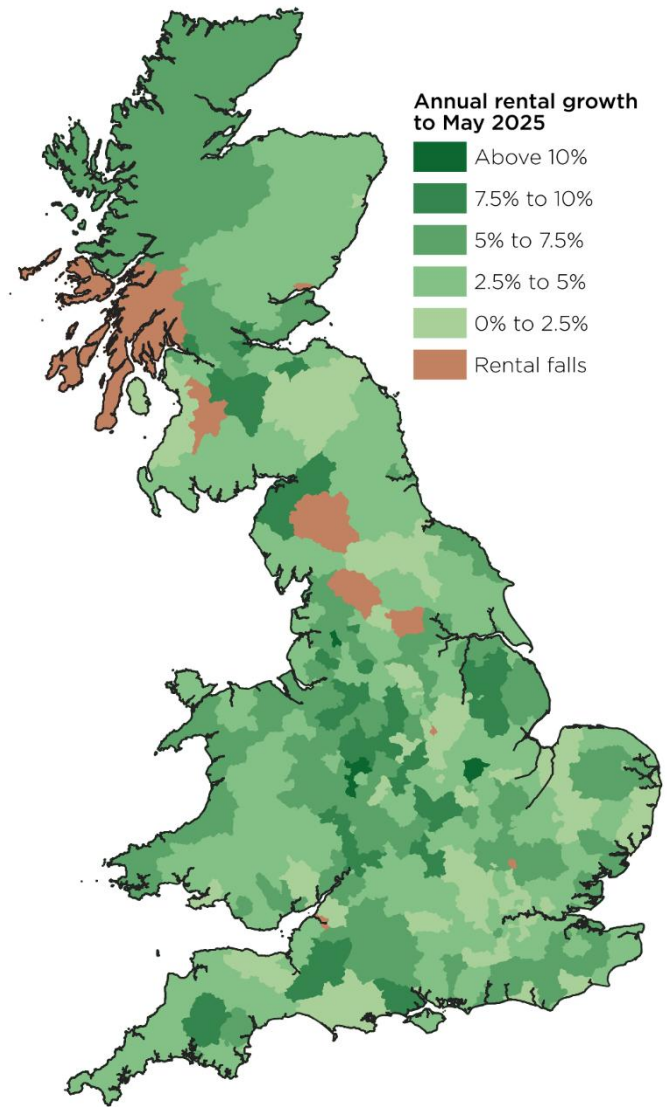 Annual rental growth
to May 2025
Above 10%
7.5% to 10%
5% to 7.5%
2.5% to 5%
0% to 2.5%
Rental falls